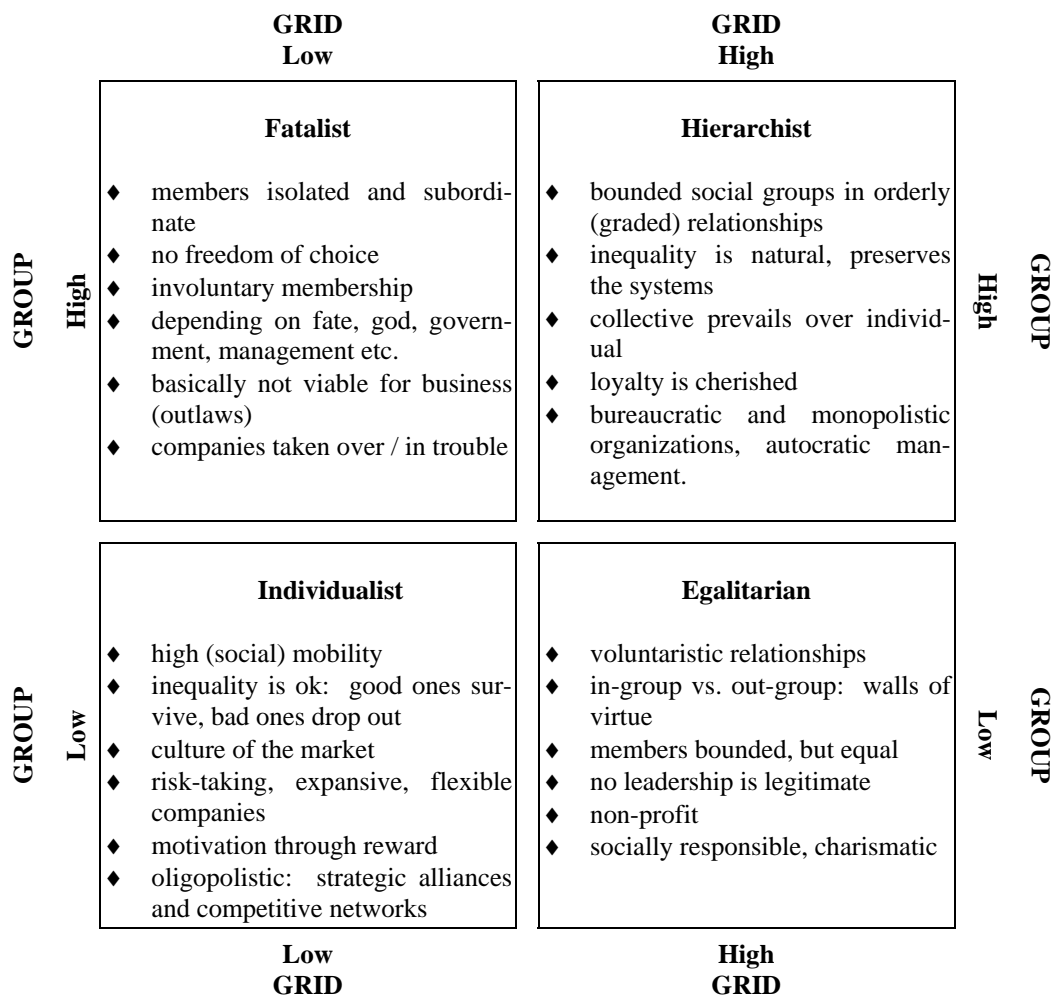 GRID
Low
GRID
High
GROUP
High
Fatalist
♦ members isolated and subordi-
nate
♦ no freedom of choice
♦ involuntary membership
♦ depending on fate, god, govern-
ment, management etc.
♦ basically not viable for business
(outlaws)
♦ companies taken over / in trouble
Hierarchist
♦ bounded social groups in orderly
(graded) relationships
♦ inequality is natural, preserves
the systems
♦ collective prevails over individ-
ual
♦ loyalty is cherished
♦ bureaucratic and monopolistic
organizations, autocratic man-
agement.
High
GROUP
GROUP
Low
Individualist
♦ high (social) mobility
♦ inequality is ok: good ones sur-
vive, bad ones drop out
♦ culture of the market
♦ risk-taking, expansive, flexible
companies
♦ motivation through reward
♦ oligopolistic: strategic alliances
and competitive networks
Egalitarian
♦ voluntaristic relationships
♦ in-group vs. out-group: walls of
virtue
♦ members bounded, but equal
♦ no leadership is legitimate
♦ non-profit
♦ socially responsible, charismatic
Low
GROUP
Low
GRID
High
GRID